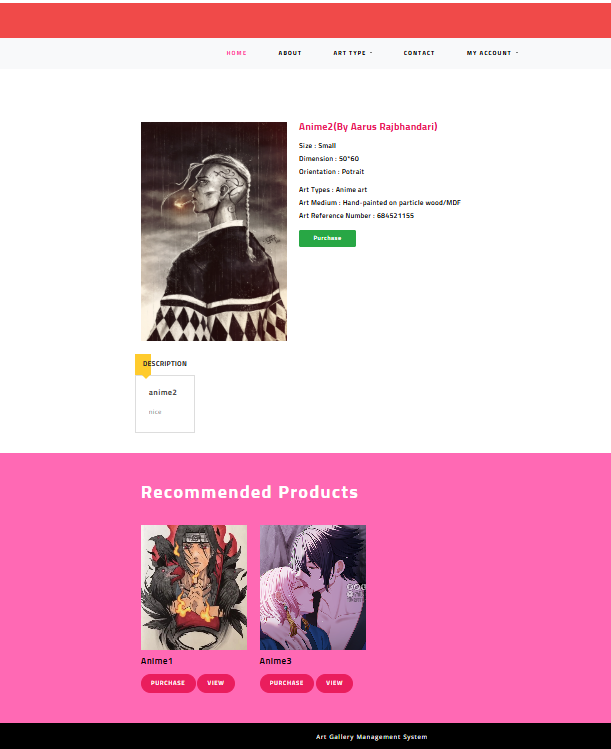 HOME ABOUT ART TYPE CONTACT MY ACCOUNT
Anime2(By Aarus Rajbhandari)
Size : Small
Dimension : 50*60
Orientation : Potrait
Art Types : Anime art
Art Medium : Hand-painted on particle wood/MDF
Art Reference Number : 684521155
Purchase
DESCRIPTION
anime2
nice
Recommended Products
Anime1
PURCHASE VIEW
Anime3
PURCHASE VIEW
Art Gallery Management System